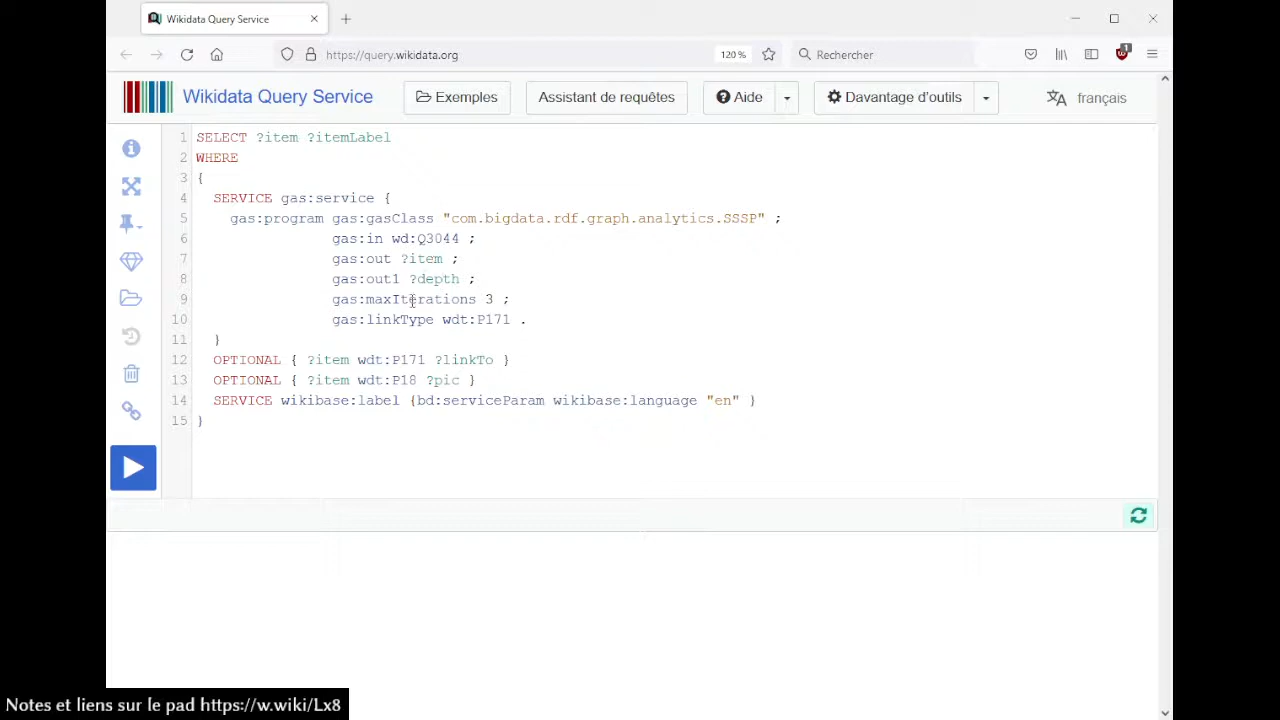 Wikidata Query Service
https://query.wikidata.org
120 %
Rechercher
1
Wikidata Query Service
Exemples
Assistant de requêtes
Aide
Davantage d'outils
français
1 SELECT ?item ?itemLabel
2 WHERE
3 {
4 SERVICE gas:service {
5 gas:program gas:gasClass "com.bigdata.rdf.graph.analytics.SSSP" ;
6 gas:in wd:Q3044 ;
7 gas:out ?item ;
8 gas:out1 ?depth ;
9 gas:maxIterations 3 ;
10 gas:linkType wdt:P171 .
11 }
12 OPTIONAL { ?item wdt:P171 ?linkTo }
13 OPTIONAL { ?item wdt:P18 ?pic }
14 SERVICE wikibase:label {bd:serviceParam wikibase:language "en" }
15 }
Notes et liens sur le pad https://w.wiki/Lx8